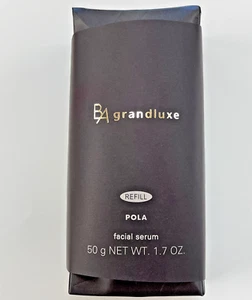 BA grandluxe
REFILL
POLA
facial serum
50 g NET WT. 1.7 OZ.